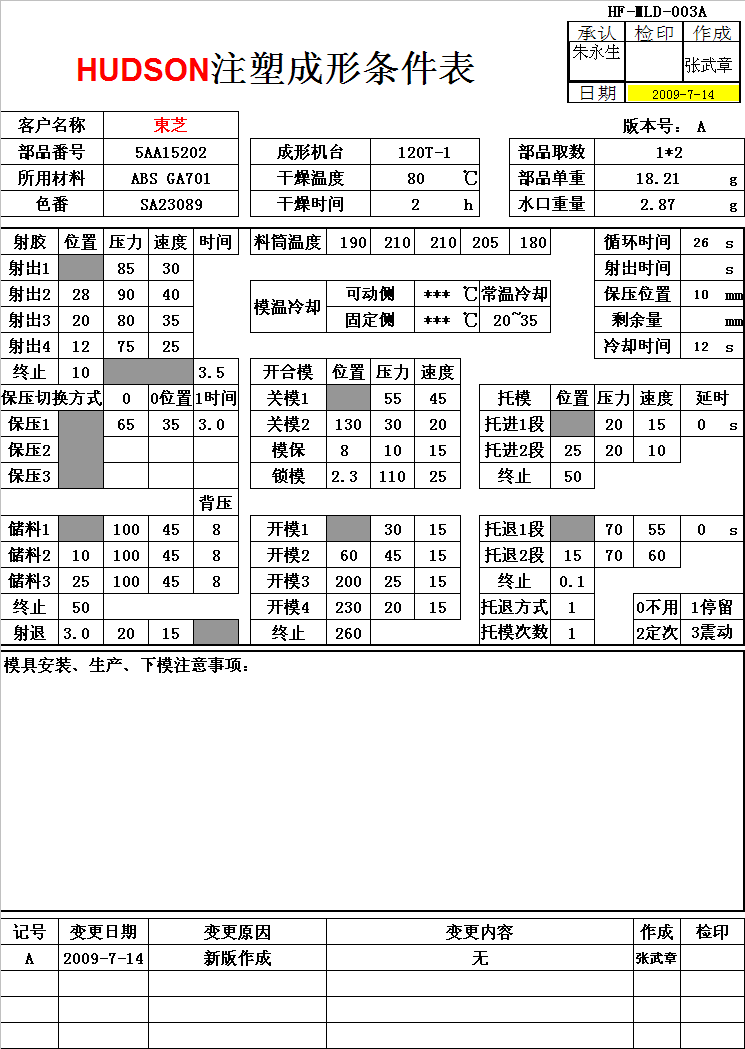 HF-MLD-003A
承认 检印 作成
朱永生
HUDSON注塑成形条件表
张武章
日期 2009-7-14
客户名称 東芝 版本号： A
部品番号 5AA15202 成形机台 120T-1 部品取数 1*2
所用材料 ABS GA701 干燥温度 80 ℃ 部品单重 18.21 g
色番 SA23089 干燥时间 2 h 水口重量 2.87 g
射胶 位置 压力 速度 时间 料筒温度 190 210 210 205 180 循环时间 26 s
射出1 85 30 射出时间 s
射出2 28 90 40 模温冷却 可动侧 *** ℃ 常温冷却 保压位置 10 mm
射出3 20 80 35 固定侧 *** ℃ 20~35 剩余量 mm
射出4 12 75 25 冷却时间 12 s
终止 10 3.5 开合模 位置 压力 速度
保压切换方式 0 0位置 1时间 关模1 55 45 托模 位置 压力 速度 延时
保压1 65 35 3.0 关模2 130 30 20 托进1段 20 15 0 s
保压2 模保 8 10 15 托进2段 25 20 10
保压3 锁模 2.3 110 25 终止 50
背压
储料1 100 45 8 开模1 30 15 托退1段 70 55 0 s
储料2 10 100 45 8 开模2 60 45 15 托退2段 15 70 60
储料3 25 100 45 8 开模3 200 25 15 终止 0.1
终止 50 开模4 230 20 15 托退方式 1 0不用 1停留
射退 3.0 20 15 终止 260 托模次数 1 2定次 3震动
模具安装、生产、下模注意事项：
记号 变更日期 变更原因 变更内容 作成 检印
A 2009-7-14 新版作成 无 张武章